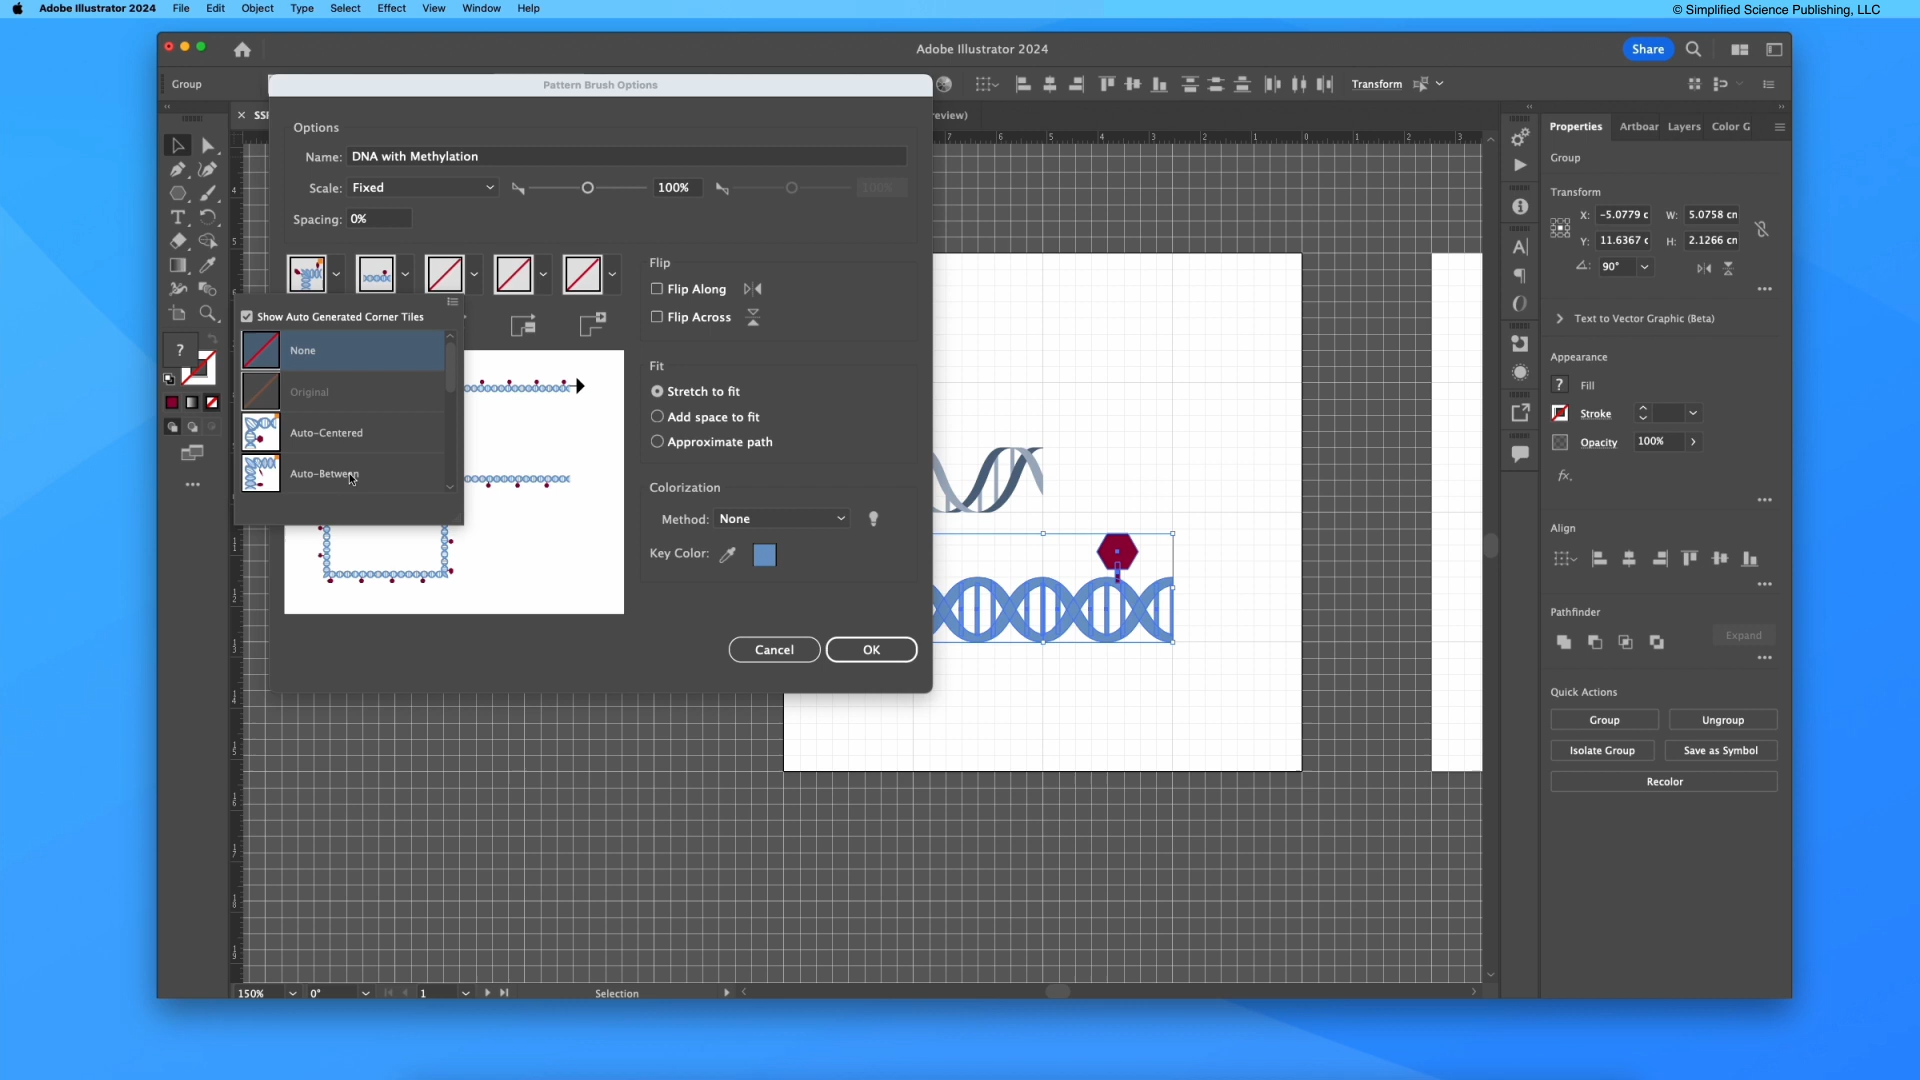 Adobe Illustrator 2024 File Edit Object Type Select Effect View Window Help
© Simplified Science Publishing, LLC
Adobe Illustrator 2024
Share
Group
Transform
Pattern Brush Options
Options
Name: DNA with Methylation
Scale: Fixed 100% 100%
Spacing: 0%
Show Auto Generated Corner Tiles
None
Original
Auto-Centered
Auto-Between
Flip
Flip Along
Flip Across
Fit
Stretch to fit
Add space to fit
Approximate path
Colorization
Method: None
Key Color:
Cancel OK
Properties Artboar Layers Color G
Group
Transform
X: -5.0779 c W: 5.0758 cn
Y: 11.6367 c H: 2.1266 cn
90°
Text to Vector Graphic (Beta)
Appearance
? Fill
Stroke
Opacity 100%
fx.
Align
Pathfinder
Expand
Quick Actions
Group Ungroup
Isolate Group Save as Symbol
Recolor
150% 0° 1 Selection